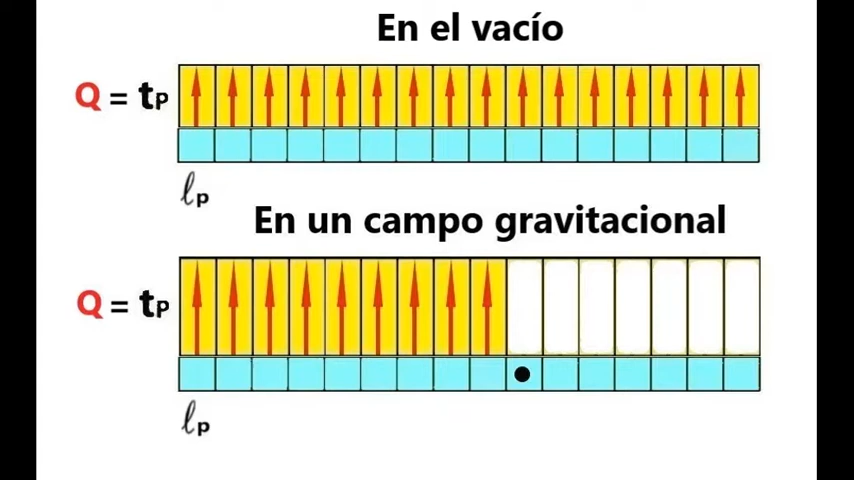 En el vacío
Q = tp
ℓp
En un campo gravitacional
Q = tp
ℓp